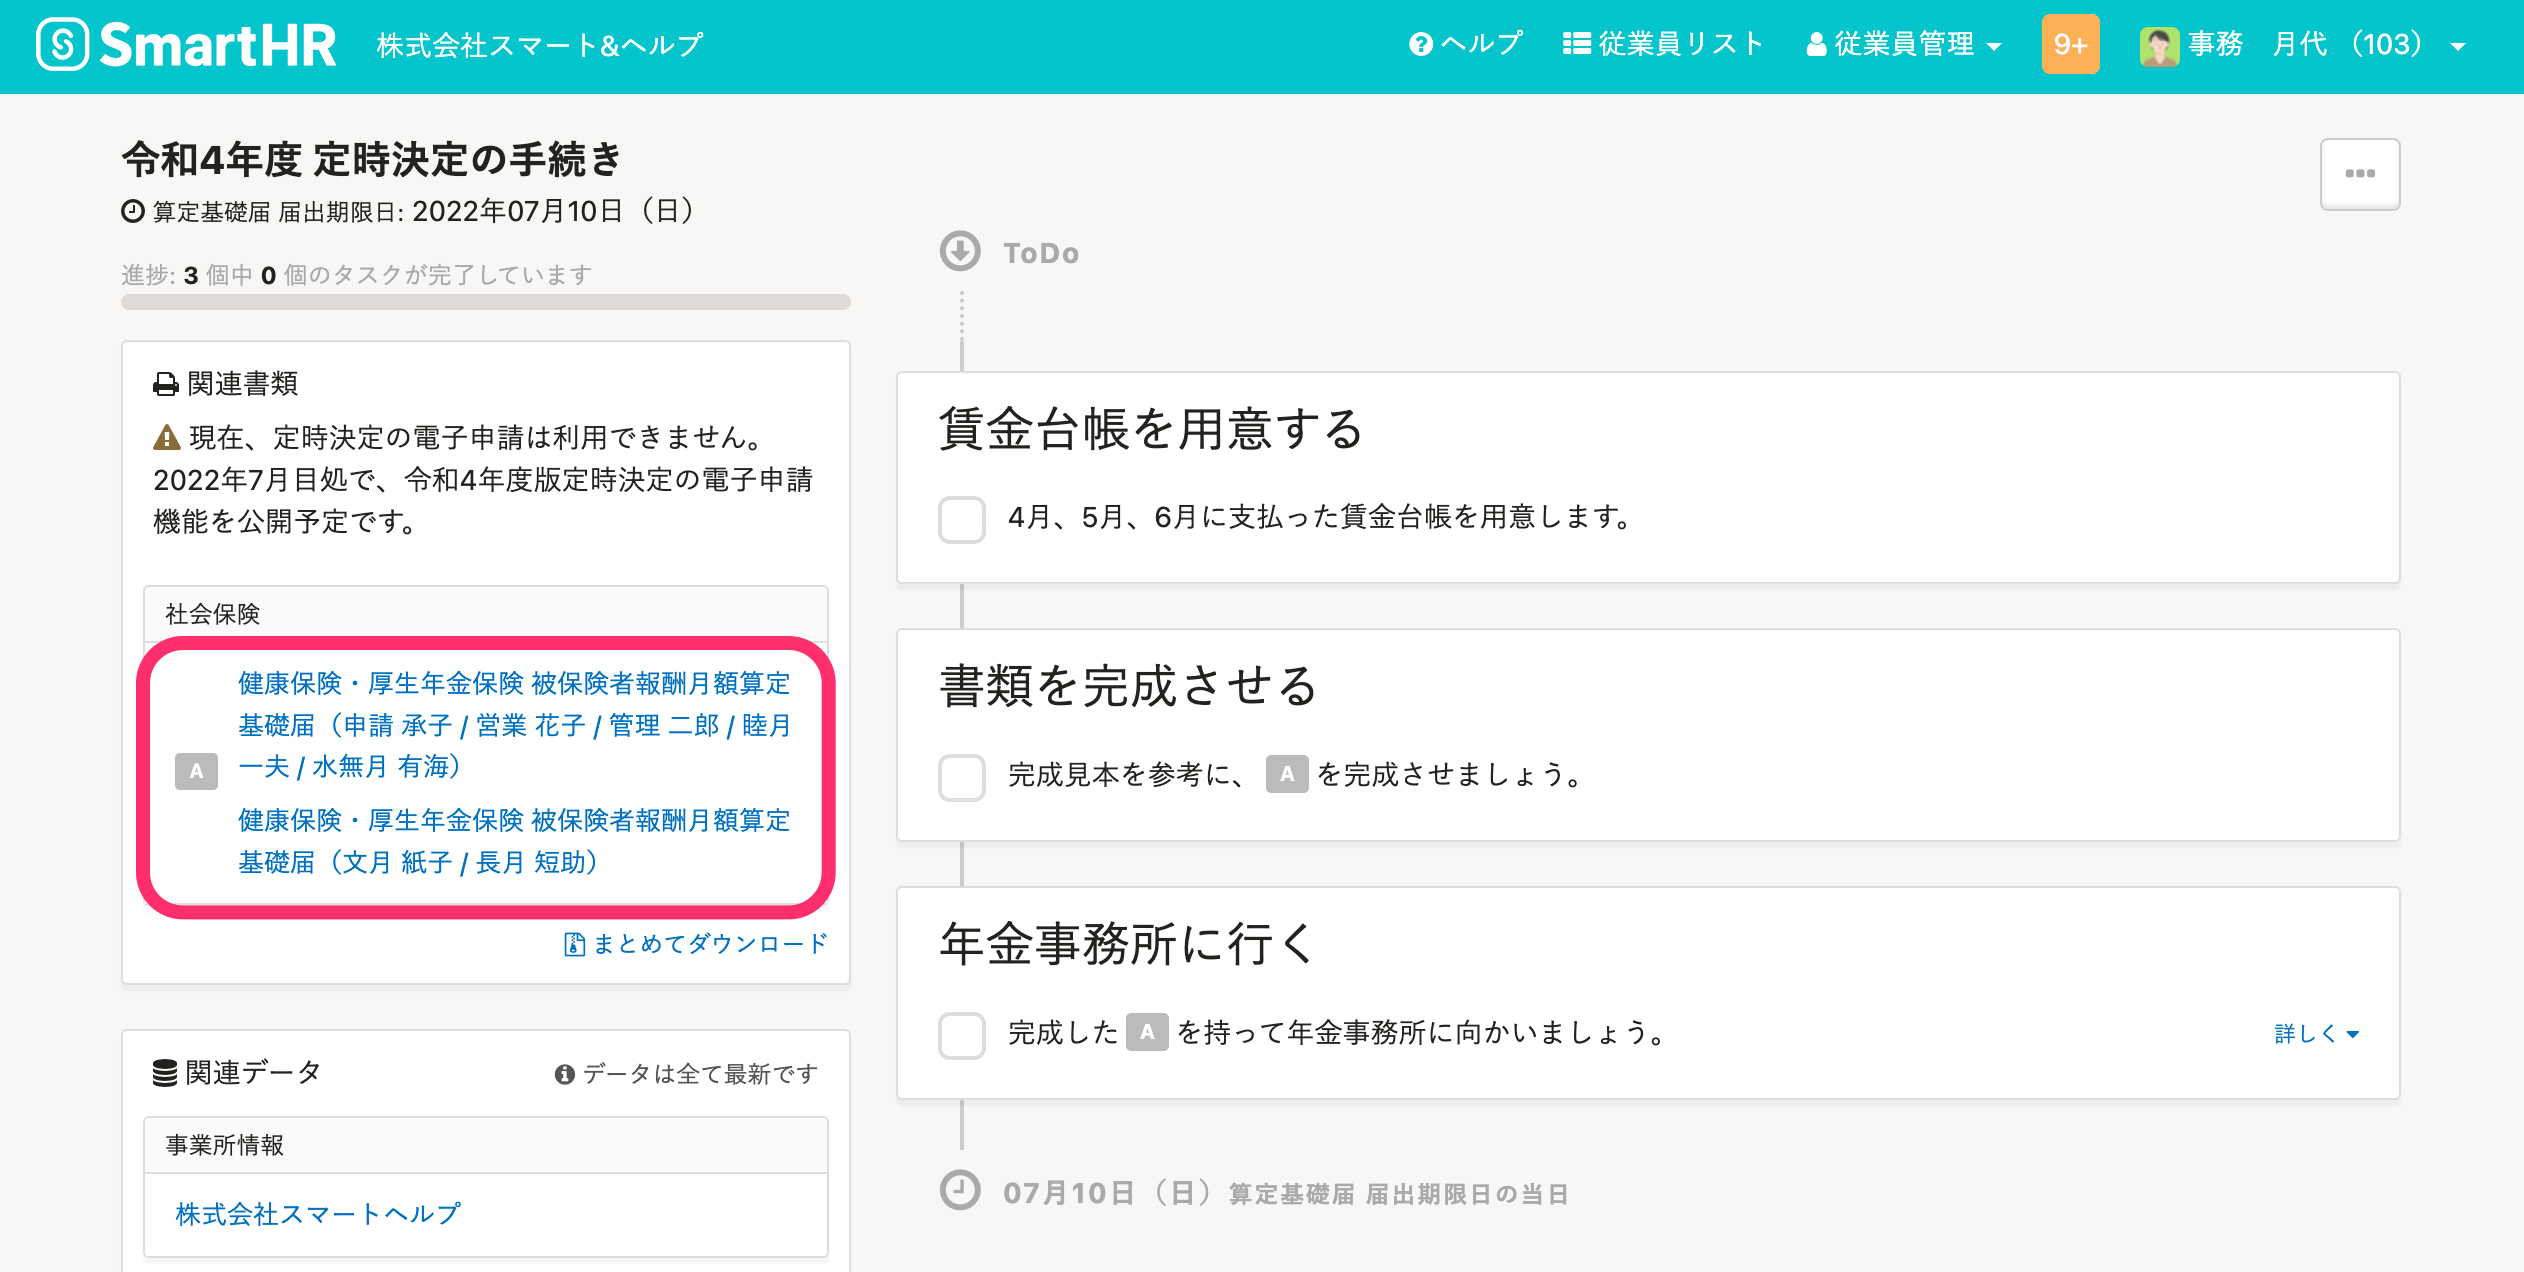 SmartHR 株式会社スマート&ヘルプ ヘルプ 従業員リスト 従業員管理 9+ 事務 月代 （103）
令和4年度 定時決定の手続き
算定基礎届 届出期限日: 2022年07月10日（日）
進捗: 3 個中 0 個のタスクが完了しています
関連書類
現在、定時決定の電子申請は利用できません。
2022年7月目処で、令和4年度版定時決定の電子申請
機能を公開予定です。
社会保険
A
健康保険・厚生年金保険 被保険者報酬月額算定
基礎届（申請 承子 / 営業 花子 / 管理 二郎 / 睦月
一夫 / 水無月 有海）
健康保険・厚生年金保険 被保険者報酬月額算定
基礎届（文月 紙子 / 長月 短助）
まとめてダウンロード
関連データ データは全て最新です
事業所情報
株式会社スマートヘルプ
ToDo
賃金台帳を用意する
4月、5月、6月に支払った賃金台帳を用意します。
書類を完成させる
完成見本を参考に、 A を完成させましょう。
年金事務所に行く
完成した A を持って年金事務所に向かいましょう。 詳しく
07月10日（日）算定基礎届 届出期限日の当日